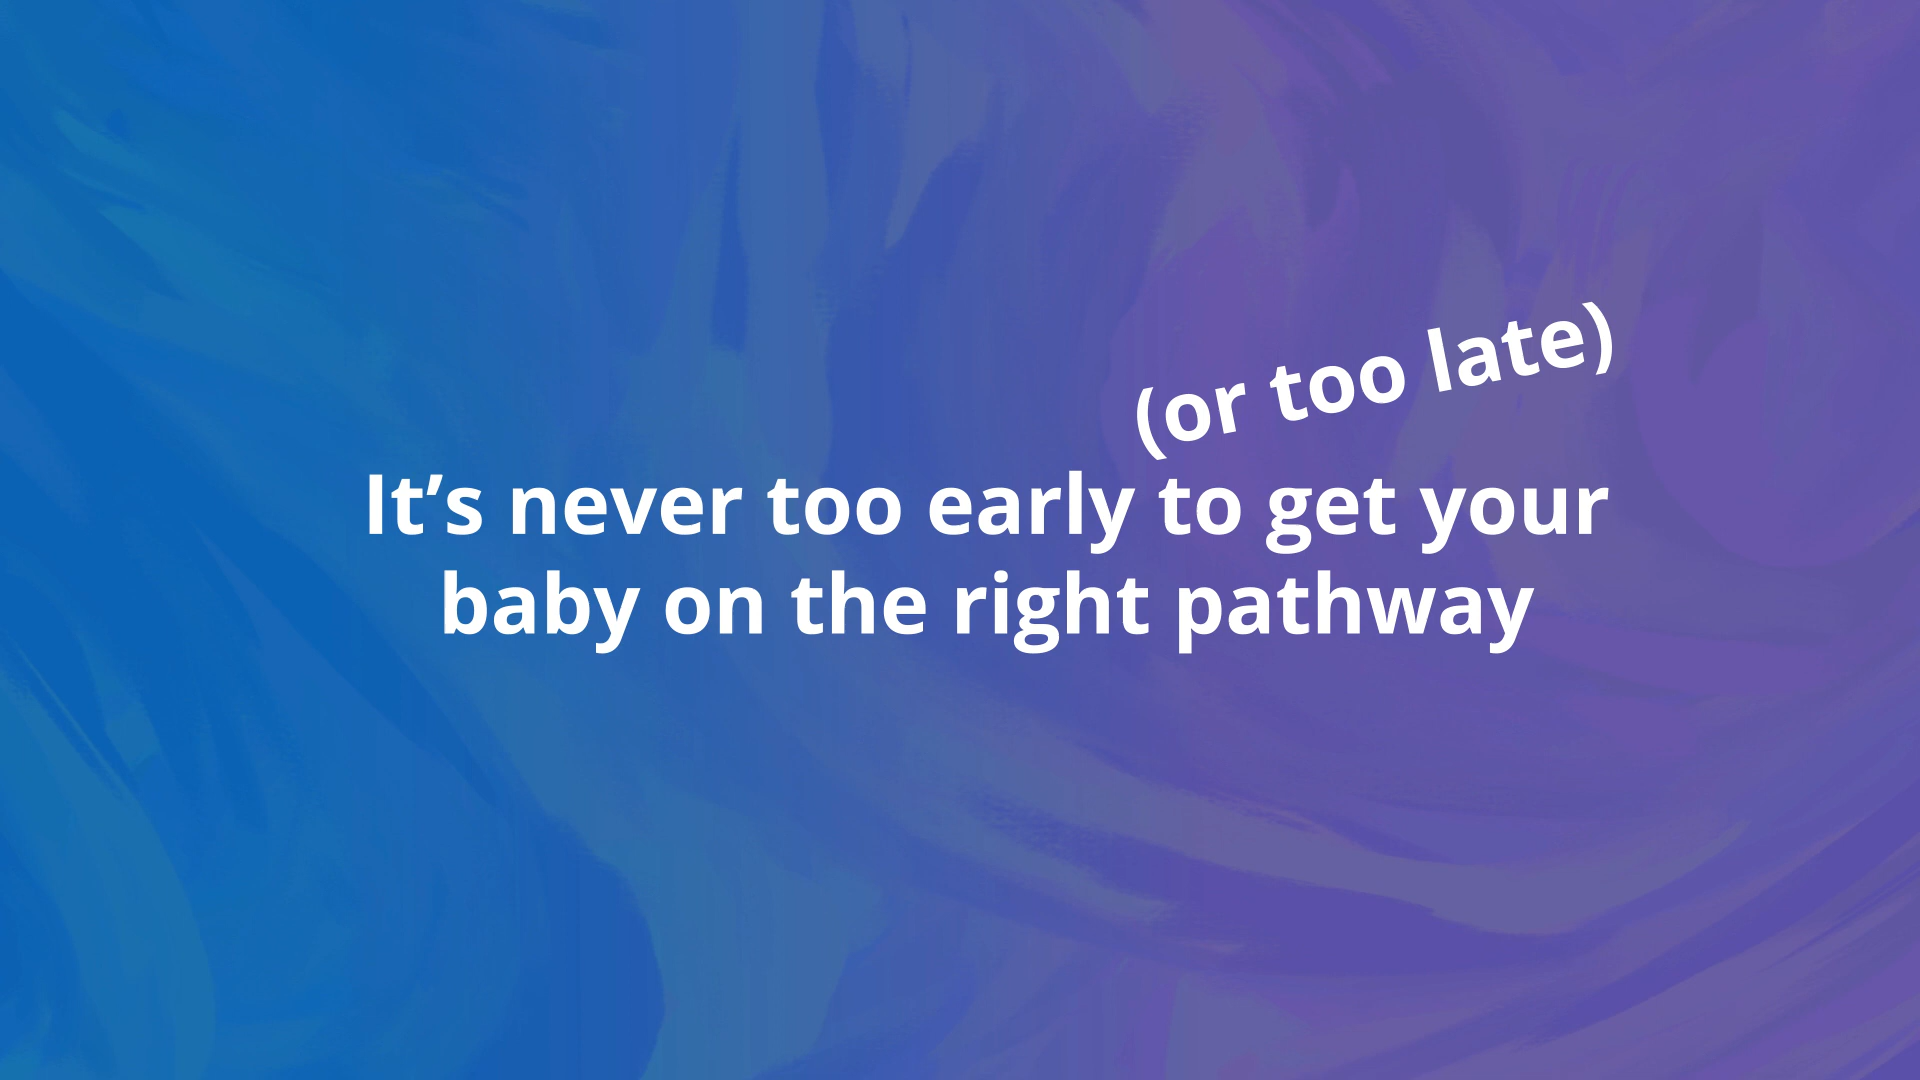 (or too late)
It’s never too early to get your
baby on the right pathway